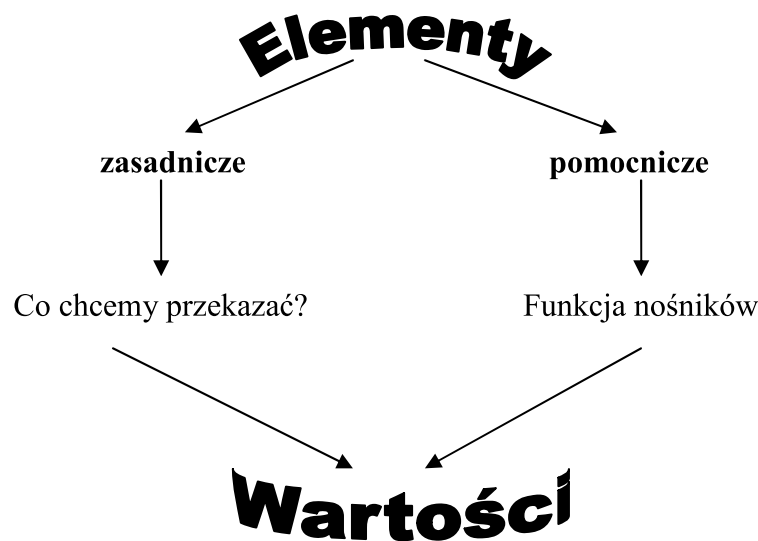 Elementy
zasadnicze pomocnicze
Co chcemy przekazać? Funkcja nośników
Wartości